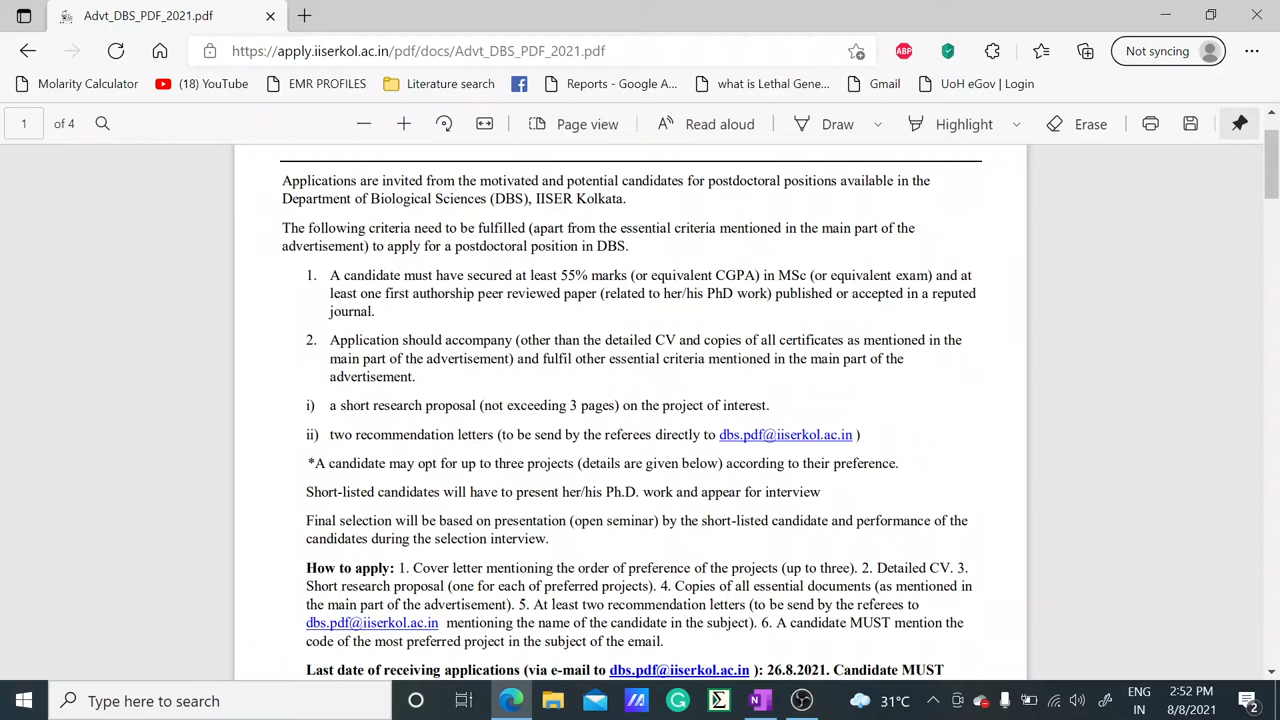 Advt_DBS_PDF_2021.pdf
https://apply.iiserkol.ac.in/pdf/docs/Advt_DBS_PDF_2021.pdf
ABP
Not syncing
Molarity Calculator
(18) YouTube
EMR PROFILES
Literature search
Reports - Google A...
what is Lethal Gene...
Gmail
UoH eGov | Login
1 of 4
Page view
Read aloud
Draw
Highlight
Erase
Applications are invited from the motivated and potential candidates for postdoctoral positions available in the
Department of Biological Sciences (DBS), IISER Kolkata.
The following criteria need to be fulfilled (apart from the essential criteria mentioned in the main part of the
advertisement) to apply for a postdoctoral position in DBS.
1. A candidate must have secured at least 55% marks (or equivalent CGPA) in MSc (or equivalent exam) and at
least one first authorship peer reviewed paper (related to her/his PhD work) published or accepted in a reputed
journal.
2. Application should accompany (other than the detailed CV and copies of all certificates as mentioned in the
main part of the advertisement) and fulfil other essential criteria mentioned in the main part of the
advertisement.
i) a short research proposal (not exceeding 3 pages) on the project of interest.
ii) two recommendation letters (to be send by the referees directly to dbs.pdf@iiserkol.ac.in )
*A candidate may opt for up to three projects (details are given below) according to their preference.
Short-listed candidates will have to present her/his Ph.D. work and appear for interview
Final selection will be based on presentation (open seminar) by the short-listed candidate and performance of the
candidates during the selection interview.
How to apply: 1. Cover letter mentioning the order of preference of the projects (up to three). 2. Detailed CV. 3.
Short research proposal (one for each of preferred projects). 4. Copies of all essential documents (as mentioned in
the main part of the advertisement). 5. At least two recommendation letters (to be send by the referees to
dbs.pdf@iiserkol.ac.in mentioning the name of the candidate in the subject). 6. A candidate MUST mention the
code of the most preferred project in the subject of the email.
Last date of receiving applications (via e-mail to dbs.pdf@iiserkol.ac.in ): 26.8.2021. Candidate MUST
Type here to search
31°C
ENG
IN
2:52 PM
8/8/2021
2